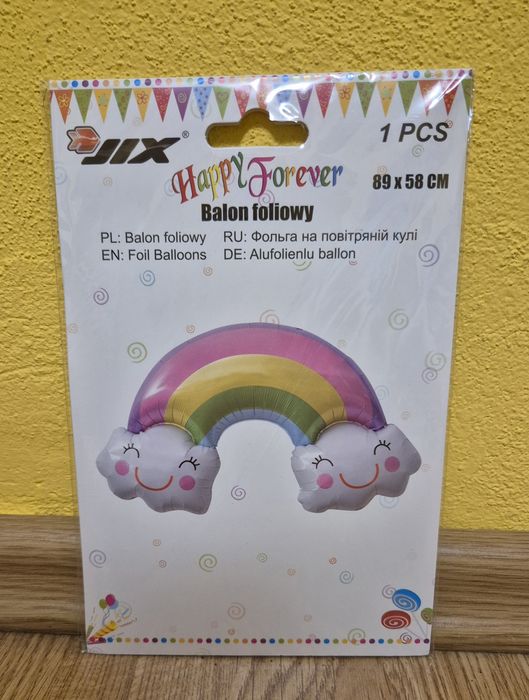 JIX®
1 PCS
Happy Forever
89 x 58 CM
Balon foliowy
PL: Balon foliowy RU: Фольга на повітряній кулі
EN: Foil Balloons DE: Alufolienlu ballon